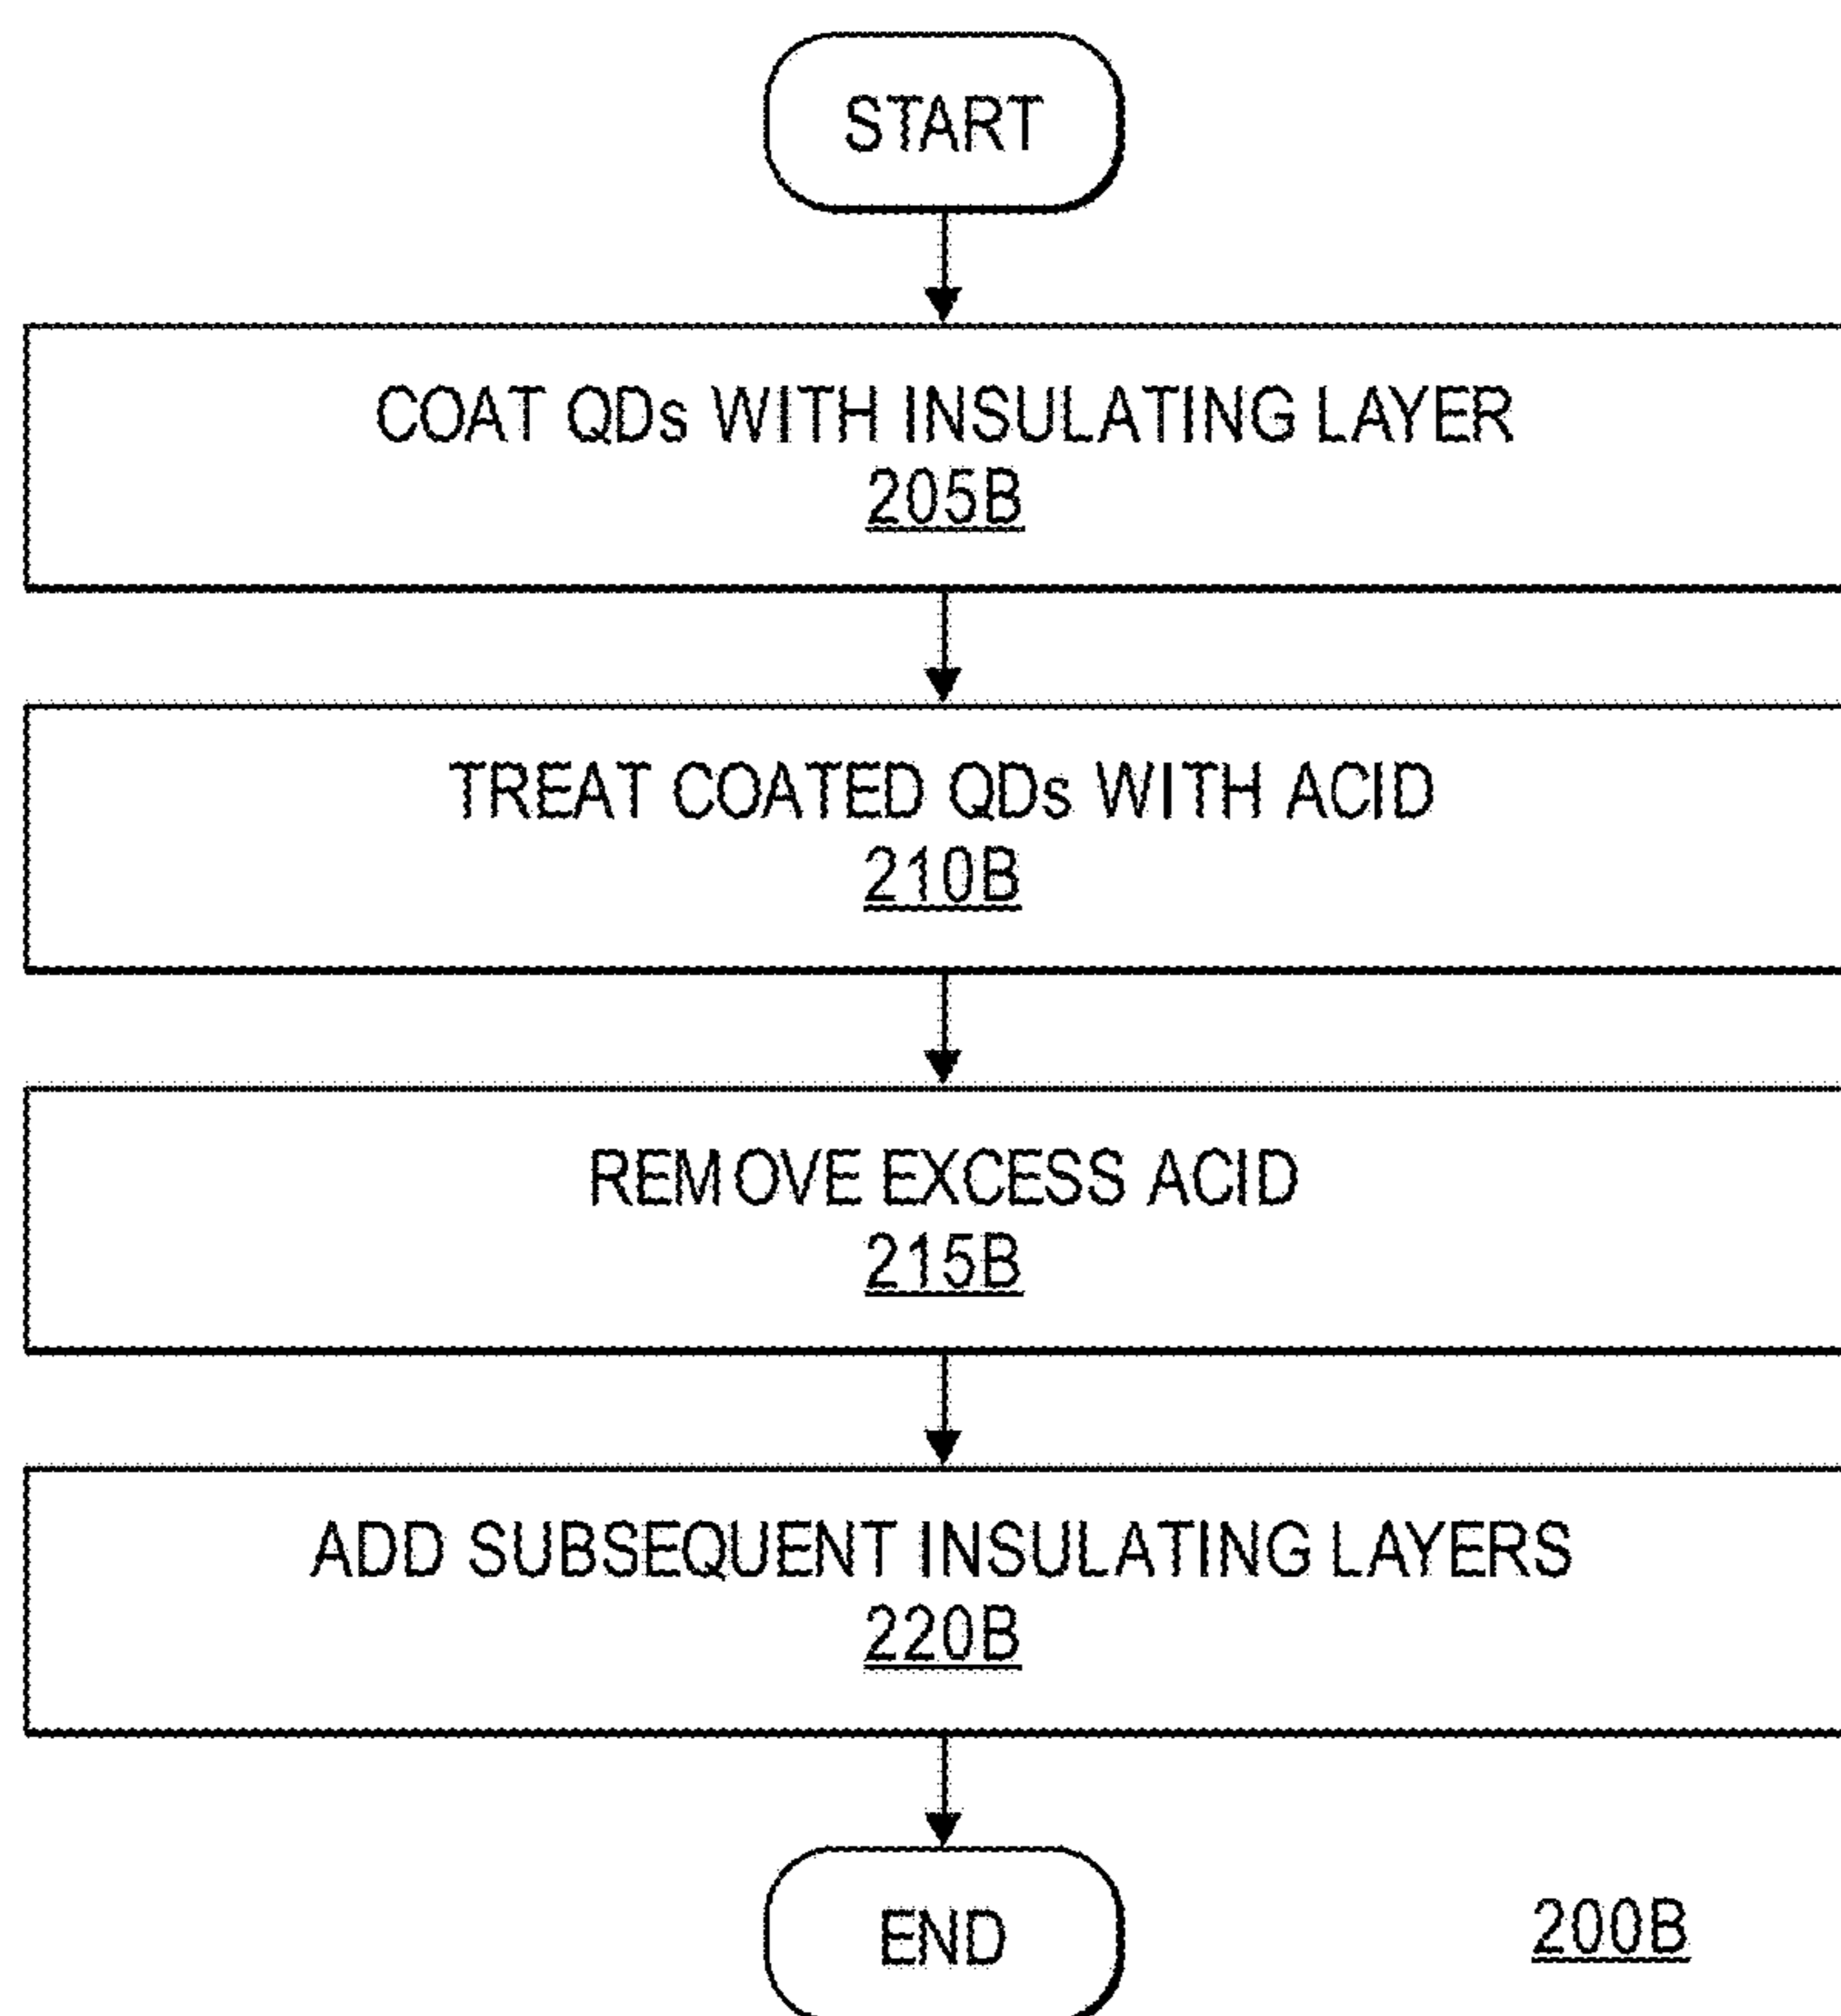 START
COAT QDs WITH INSULATING LAYER
205B
TREAT COATED QDs WITH ACID
210B
REMOVE EXCESS ACID
215B
ADD SUBSEQUENT INSULATING LAYERS
220B
END
200B